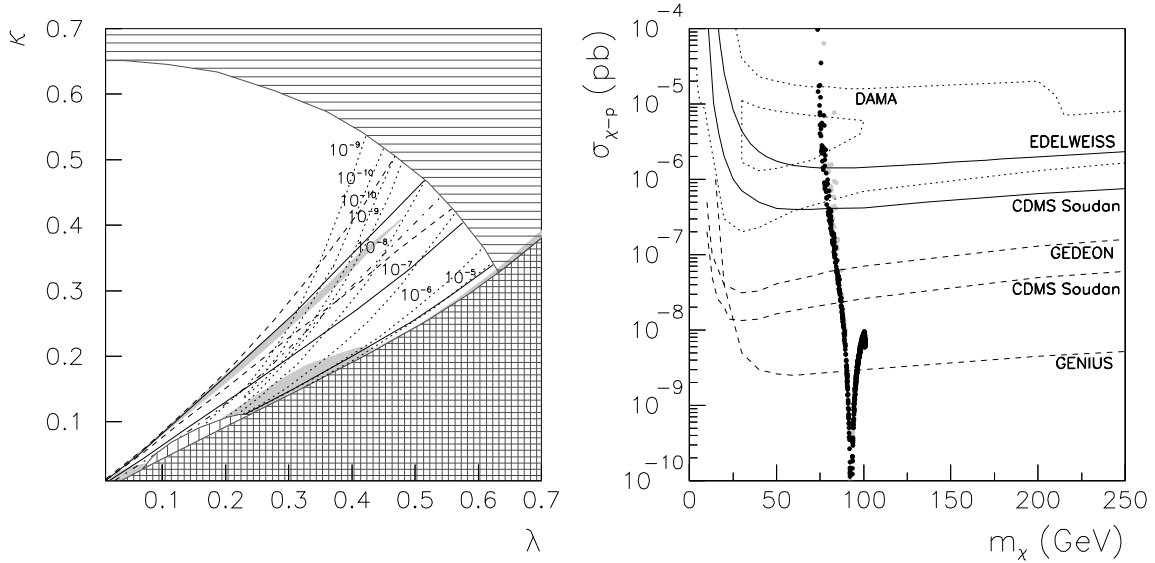 κ
0.7
0.6
0.5
0.4
0.3
0.2
0.1
10⁻⁹
10⁻¹⁰
10⁻¹⁰
10⁻⁹
10⁻⁸
10⁻⁷
10⁻⁶
10⁻⁵
0.1 0.2 0.3 0.4 0.5 0.6 0.7
λ
σχ−p (pb)
10⁻⁴
10⁻⁵
10⁻⁶
10⁻⁷
10⁻⁸
10⁻⁹
10⁻¹⁰
DAMA
EDELWEISS
CDMS Soudan
GEDEON
CDMS Soudan
GENIUS
0 50 100 150 200 250
mχ (GeV)